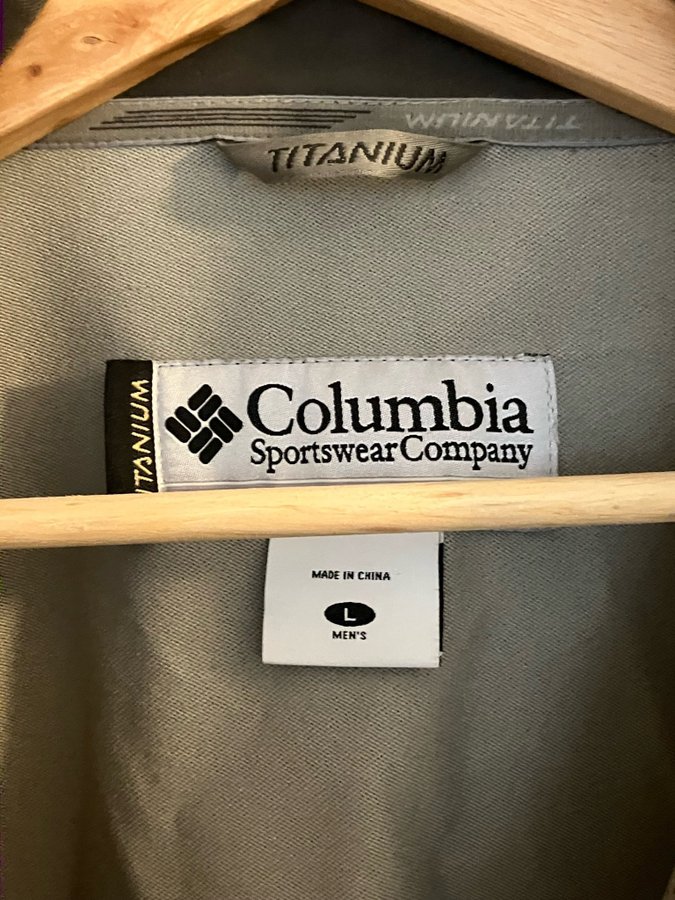 TITANIUM
TITANIUM
TITANIUM
Columbia
Sportswear Company
MADE IN CHINA
L
MEN'S